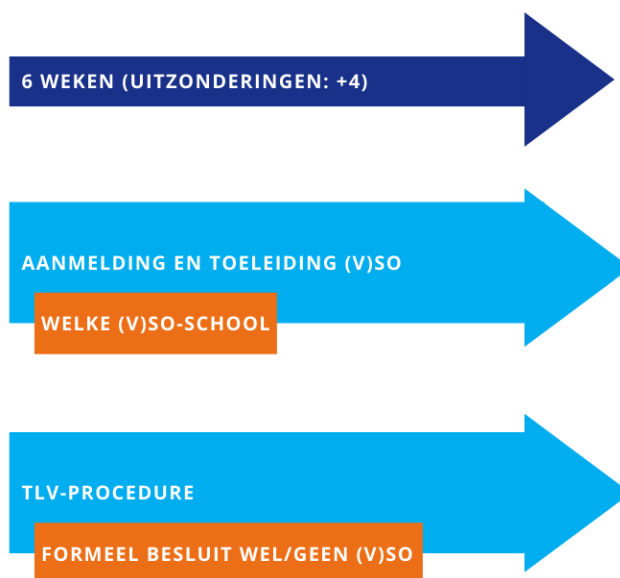 6 WEKEN (UITZONDERINGEN: +4)
AANMELDING EN TOELEIDING (V)SO
WELKE (V)SO-SCHOOL
TLV-PROCEDURE
FORMEEL BESLUIT WEL/GEEN (V)SO